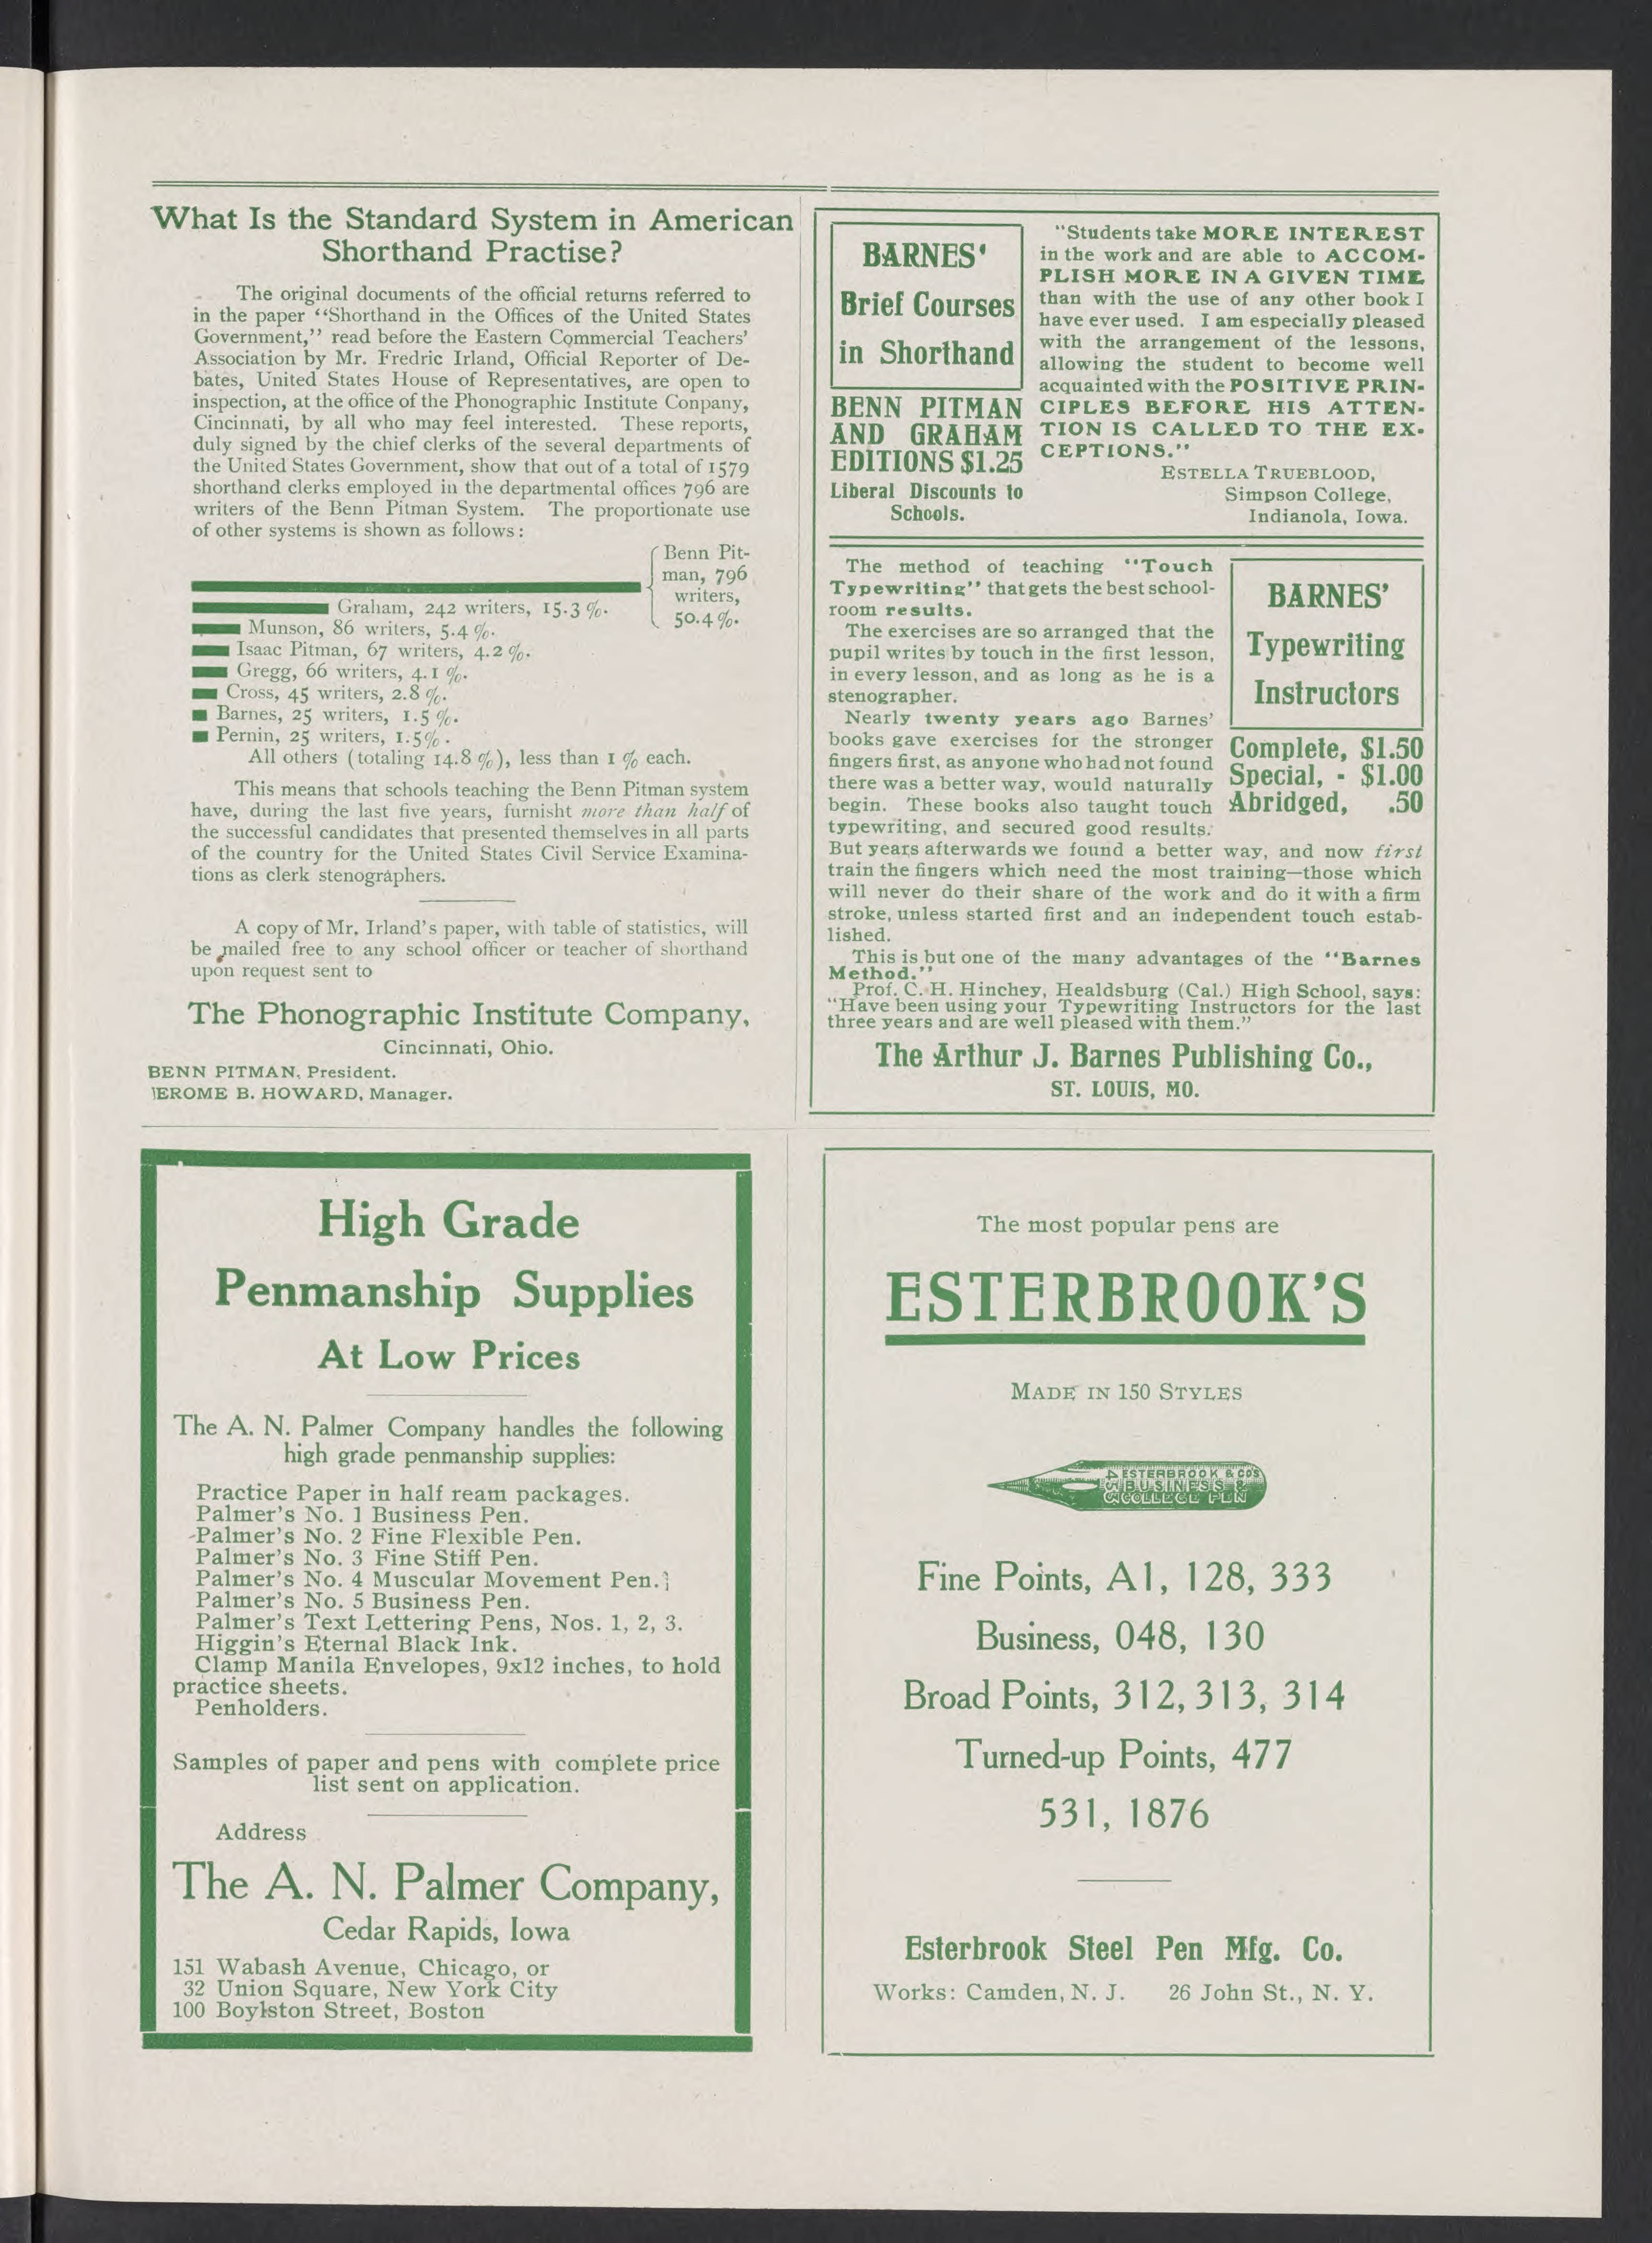 What Is the Standard System in American
Shorthand Practise?
The original documents of the official returns referred to
in the paper "Shorthand in the Offices of the United States
Government," read before the Eastern Commercial Teachers'
Association by Mr. Fredric Irland, Official Reporter of De-
bates, United States House of Representatives, are open to
inspection, at the office of the Phonographic Institute Conpany,
Cincinnati, by all who may feel interested. These reports,
duly signed by the chief clerks of the several departments of
the United States Government, show that out of a total of 1579
shorthand clerks employed in the departmental offices 796 are
writers of the Benn Pitman System. The proportionate use
of other systems is shown as follows:
Benn Pit-
man, 796
writers,
50.4%.
Graham, 242 writers, 15.3%.
Munson, 86 writers, 5.4%.
Isaac Pitman, 67 writers, 4.2%.
Gregg, 66 writers, 4.1 %.
Cross, 45 writers, 2.8%.
Barnes, 25 writers, 1.5%.
Pernin, 25 writers, 1.5%.
All others (totaling 14.8%), less than 1 % each.
This means that schools teaching the Benn Pitman system
have, during the last five years, furnisht more than half of
the successful candidates that presented themselves in all parts
of the country for the United States Civil Service Examina-
tions as clerk stenographers.
A copy of Mr. Irland's paper, with table of statistics, will
be mailed free to any school officer or teacher of shorthand
upon request sent to
The Phonographic Institute Company,
Cincinnati, Ohio.
BENN PITMAN, President.
JEROME B. HOWARD, Manager.
BARNES'
Brief Courses
in Shorthand
BENN PITMAN
AND GRAHAM
EDITIONS $1.25
Liberal Discounts to
Schools.
"Students take MORE INTEREST
in the work and are able to ACCOM-
PLISH MORE IN A GIVEN TIME
than with the use of any other book I
have ever used. I am especially pleased
with the arrangement of the lessons,
allowing the student to become well
acquainted with the POSITIVE PRIN-
CIPLES BEFORE HIS ATTEN-
TION IS CALLED TO THE EX-
CEPTIONS."
ESTELLA TRUEBLOOD,
Simpson College,
Indianola, Iowa.
The method of teaching "Touch
Typewriting" that gets the best school-
room results.
The exercises are so arranged that the
pupil writes by touch in the first lesson,
in every lesson, and as long as he is a
stenographer.
Nearly twenty years ago Barnes'
books gave exercises for the stronger
fingers first, as anyone who had not found
there was a better way, would naturally
begin. These books also taught touch
typewriting, and secured good results.
BARNES'
Typewriting
Instructors
Complete, $1.50
Special, - $1.00
Abridged, .50
But years afterwards we found a better way, and now first
train the fingers which need the most training—those which
will never do their share of the work and do it with a firm
stroke, unless started first and an independent touch estab-
lished.
This is but one of the many advantages of the "Barnes
Method."
Prof. C. H. Hinchey, Healdsburg (Cal.) High School, says:
"Have been using your Typewriting Instructors for the last
three years and are well pleased with them."
The Arthur J. Barnes Publishing Co.,
ST. LOUIS, MO.
High Grade
Penmanship Supplies
At Low Prices
The A. N. Palmer Company handles the following
high grade penmanship supplies:
Practice Paper in half ream packages.
Palmer's No. 1 Business Pen.
Palmer's No. 2 Fine Flexible Pen.
Palmer's No. 3 Fine Stiff Pen.
Palmer's No. 4 Muscular Movement Pen.
Palmer's No. 5 Business Pen.
Palmer's Text Lettering Pens, Nos. 1, 2, 3.
Higgin's Eternal Black Ink.
Clamp Manila Envelopes, 9x12 inches, to hold
practice sheets.
Penholders.
Samples of paper and pens with complete price
list sent on application.
Address
The A. N. Palmer Company,
Cedar Rapids, Iowa
151 Wabash Avenue, Chicago, or
32 Union Square, New York City
100 Boylston Street, Boston
The most popular pens are
ESTERBROOK'S
MADE IN 150 STYLES
ESTERBROOK & CO'S
BUSINESS &
COLLEGE PEN
Fine Points, A1, 128, 333
Business, 048, 130
Broad Points, 312, 313, 314
Turned-up Points, 477
531, 1876
Esterbrook Steel Pen Mfg. Co.
Works: Camden, N. J. 26 John St., N. Y.